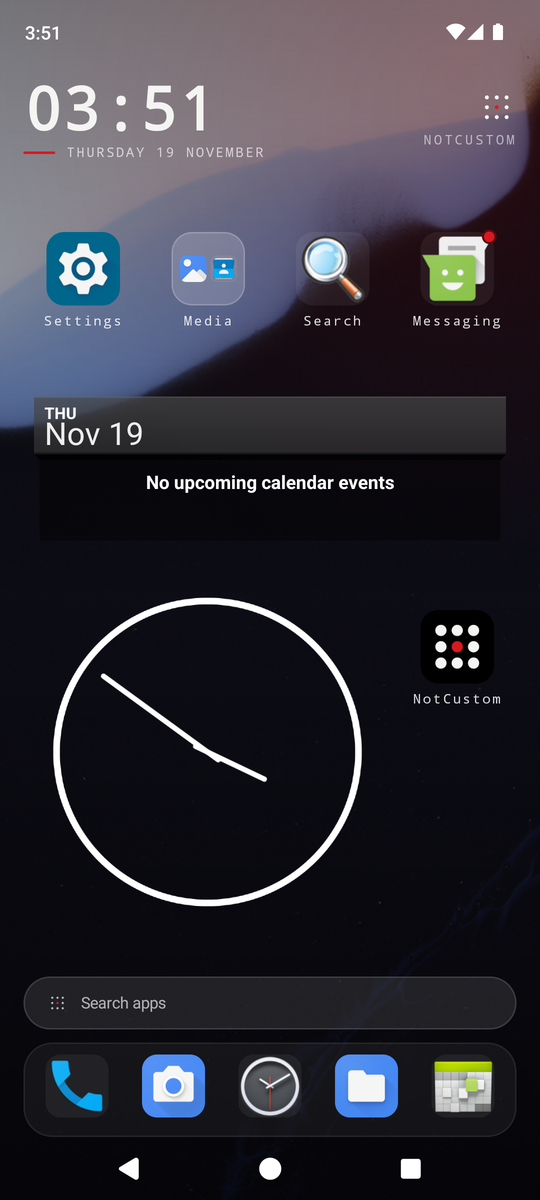 3:51
03:51
THURSDAY 19 NOVEMBER
NOTCUSTOM
Settings
Media
Search
Messaging
THU
Nov 19
No upcoming calendar events
NotCustom
Search apps